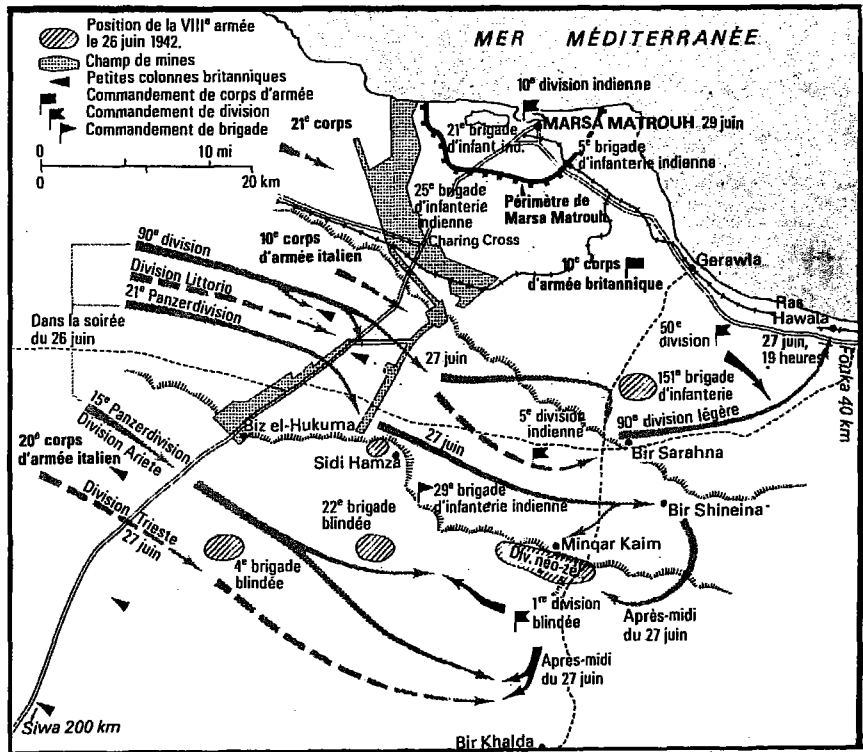 Position de la VIIIe armée
le 26 juin 1942.
Champ de mines
Petites colonnes britanniques
Commandement de corps d'armée
Commandement de division
Commandement de brigade
0 10 mi
0 20 km
MER MÉDITERRANÉE
10e division indienne
21e corps
21e brigade
d'infant. ind.
MARSA MATROUH 29 juin
5e brigade
d'infanterie indienne
25e brigade
d'infanterie
indienne
Périmètre de
Marsa Matrouh
Charing Cross
90e division
10e corps
d'armée italien
Division Littorio
21e Panzerdivision
10e corps
d'armée britannique
Gerawla
Ras
Hawala
Dans la soirée
du 26 juin
27 juin
50e
division
27 juin,
19 heures
Fouka 40 km
151e brigade
d'infanterie
15e Panzerdivision
Division Ariete
20e corps
d'armée italien
Biz el-Hukuma
Sidi Hamza
27 juin
5e division
indienne
90e division légère
Bir Sarahna
Division Trieste
27 juin
22e brigade
blindée
29e brigade
d'infanterie indienne
Bir Shineina
4e brigade
blindée
Minqar Kaim
Div. néo-zél.
1re division
blindée
Après-midi
du 27 juin
Après-midi
du 27 juin
Siwa 200 km
Bir Khalda